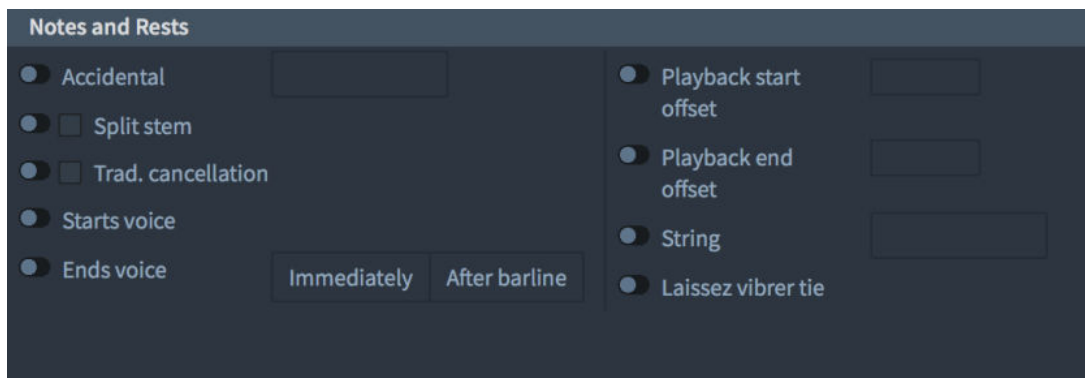 Notes and Rests
Accidental
Split stem
Trad. cancellation
Starts voice
Ends voice
Immediately
After barline
Playback start
offset
Playback end
offset
String
Laissez vibrer tie